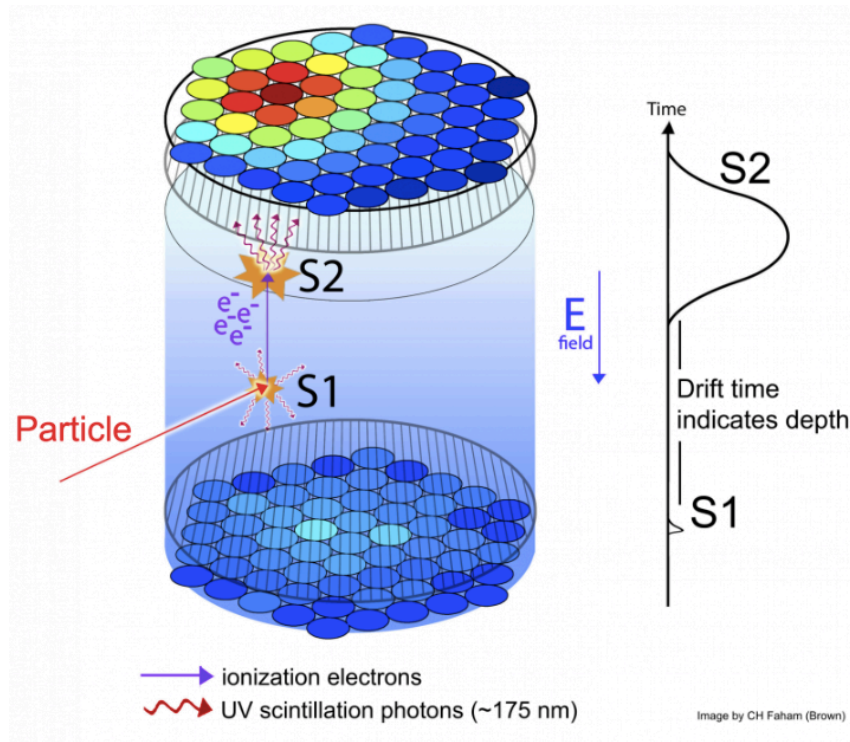 Time
S2
S2
e-
e-
e-
e-
E
field
Drift time
indicates depth
S1
Particle
S1
ionization electrons
UV scintillation photons (~175 nm)
Image by CH Faham (Brown)